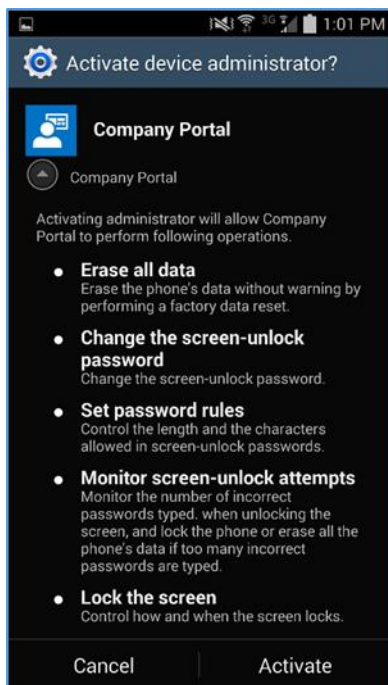 3G 1:01 PM
Activate device administrator?
Company Portal
Company Portal
Activating administrator will allow Company
Portal to perform following operations.
● Erase all data
Erase the phone's data without warning by
performing a factory data reset.
● Change the screen-unlock
password
Change the screen-unlock password.
● Set password rules
Control the length and the characters
allowed in screen-unlock passwords.
● Monitor screen-unlock attempts
Monitor the number of incorrect
passwords typed. when unlocking the
screen, and lock the phone or erase all the
phone's data if too many incorrect
passwords are typed.
● Lock the screen
Control how and when the screen locks.
Cancel Activate